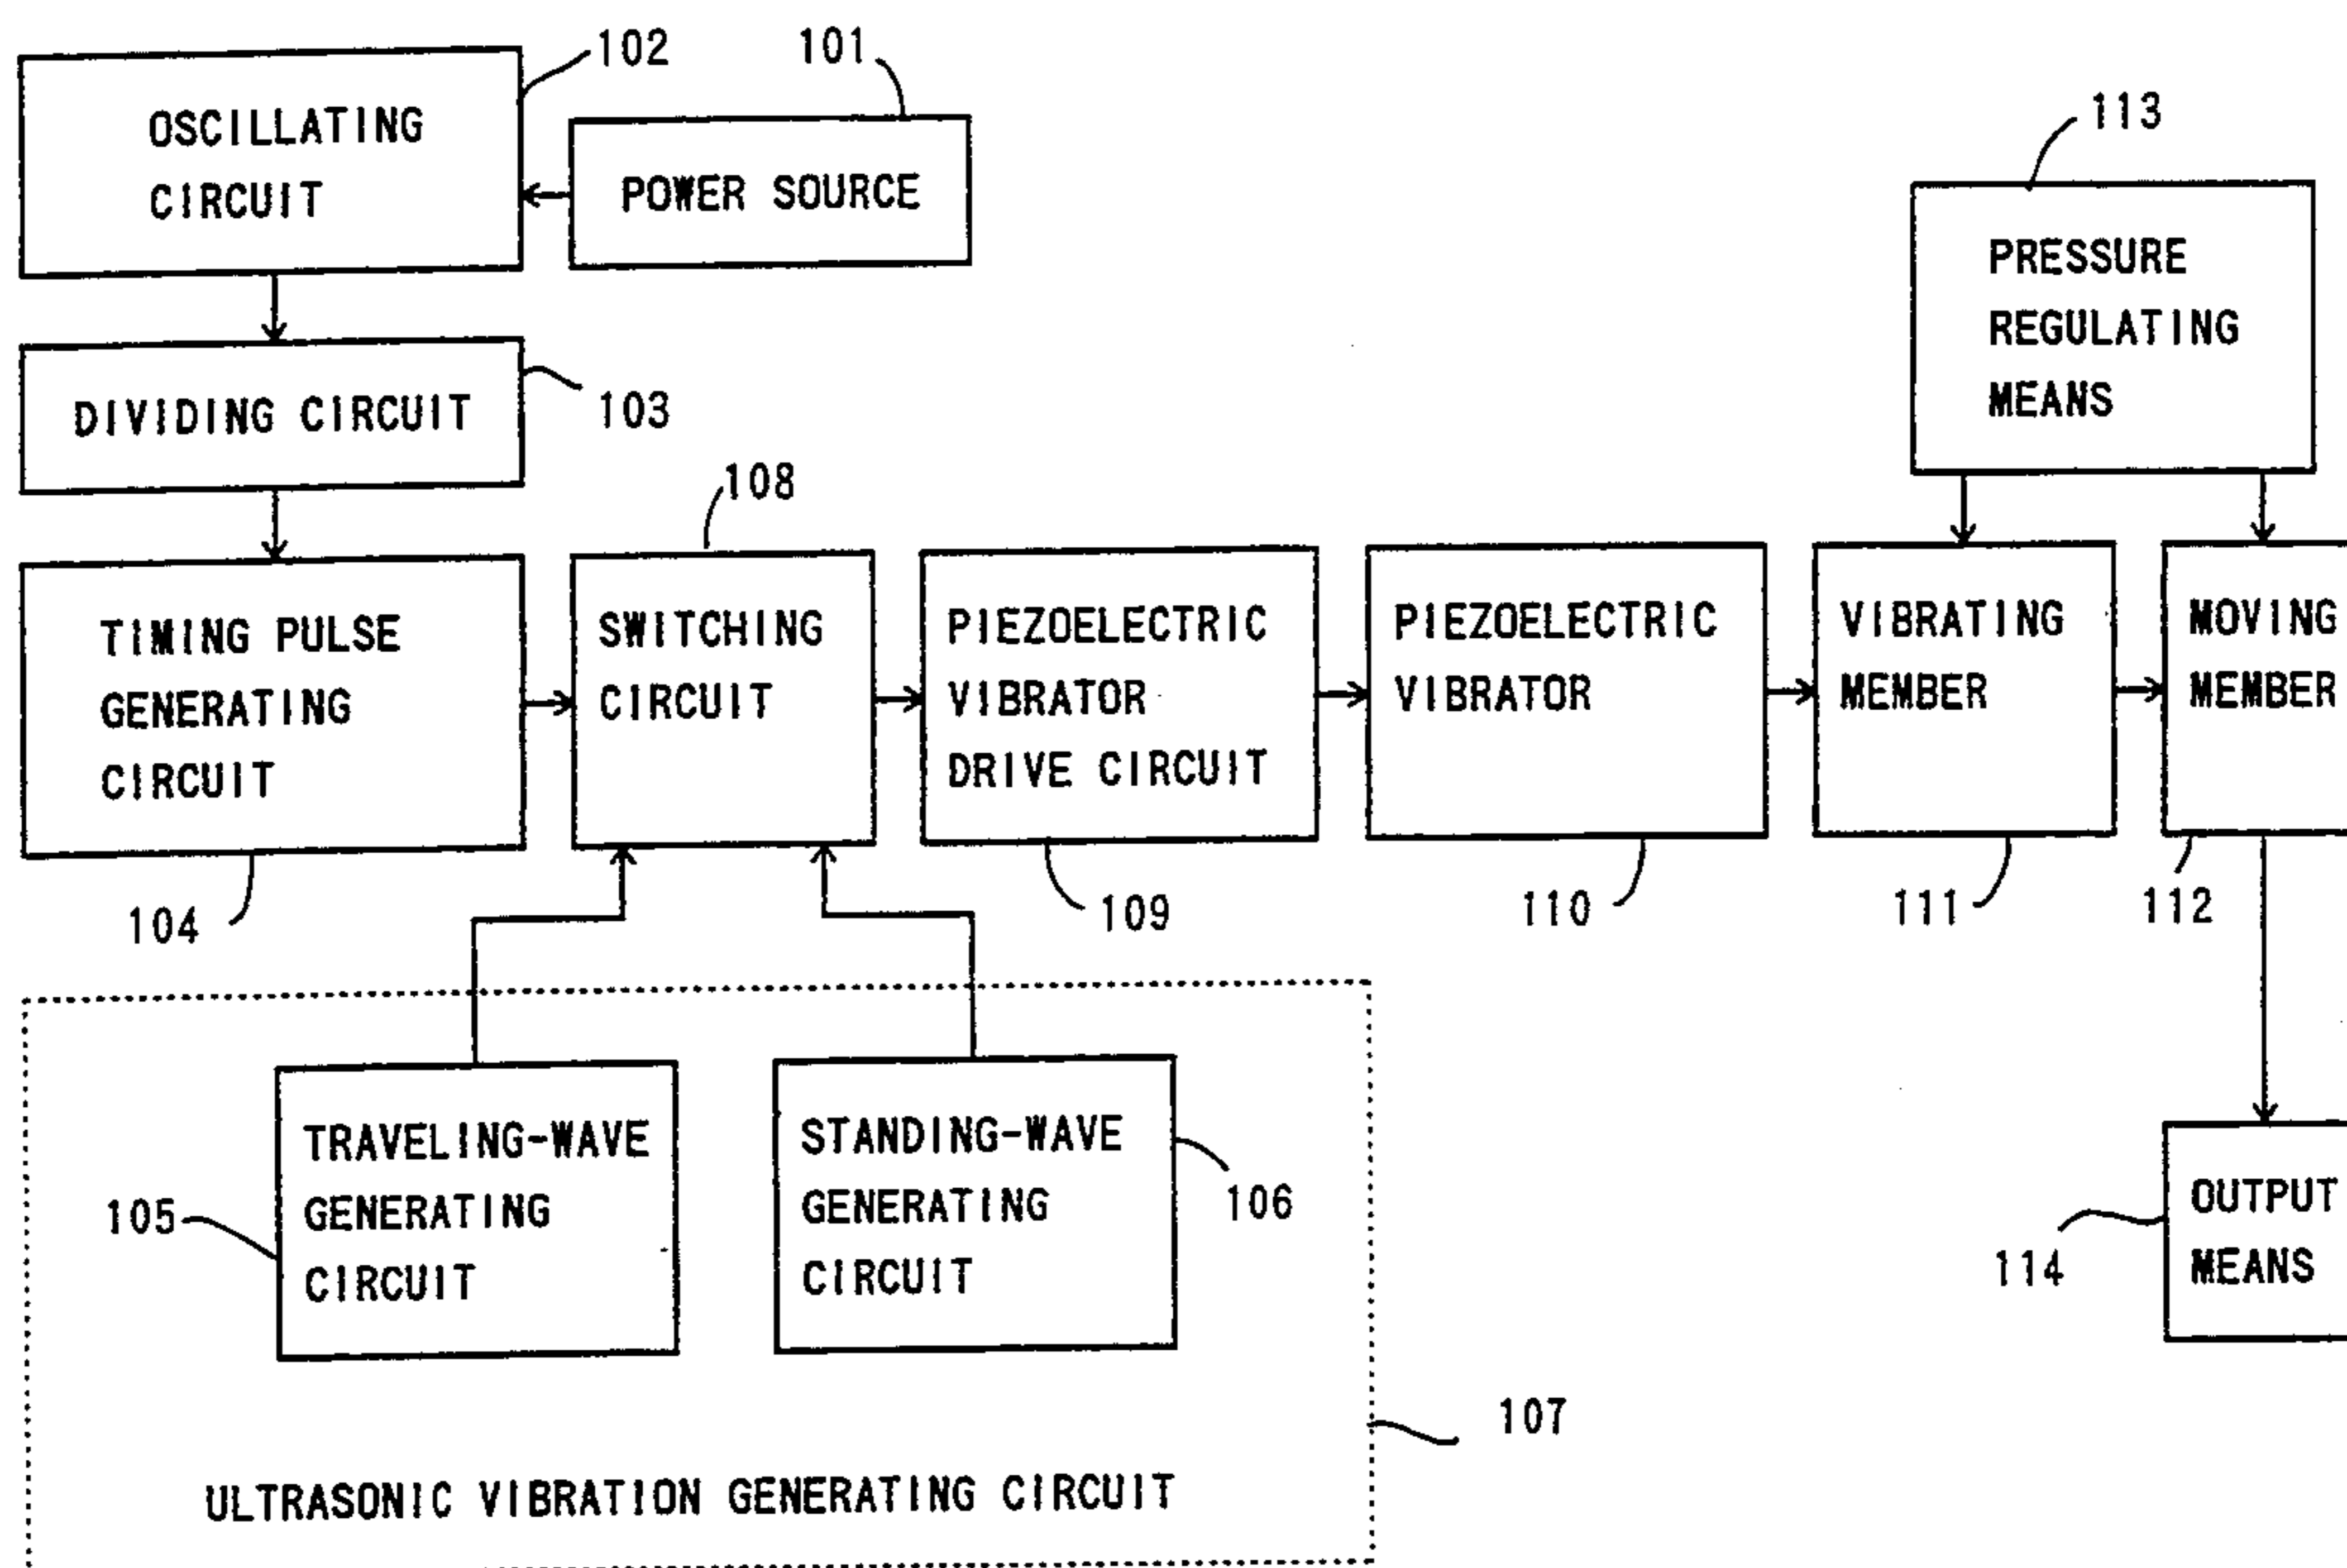 102
101
OSCILLATING
CIRCUIT
POWER SOURCE
113
PRESSURE
REGULATING
MEANS
DIVIDING CIRCUIT
103
108
TIMING PULSE
GENERATING
CIRCUIT
104
SWITCHING
CIRCUIT
PIEZOELECTRIC
VIBRATOR
DRIVE CIRCUIT
109
PIEZOELECTRIC
VIBRATOR
110
VIBRATING
MEMBER
111
MOVING
MEMBER
112
TRAVELING-WAVE
GENERATING
CIRCUIT
105
STANDING-WAVE
GENERATING
CIRCUIT
106
OUTPUT
MEANS
114
107
ULTRASONIC VIBRATION GENERATING CIRCUIT